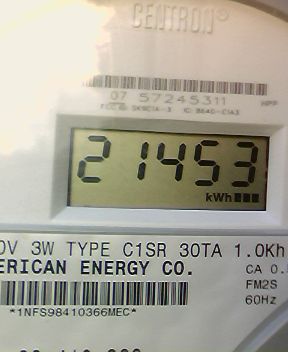 CENTRON
07 57245311 HPP
21453
kWh
3W TYPE C1SR 30TA 1.0Kh
ERICAN ENERGY CO.
CA 0.
FM2S
60Hz
*1NFS98410366MEC*